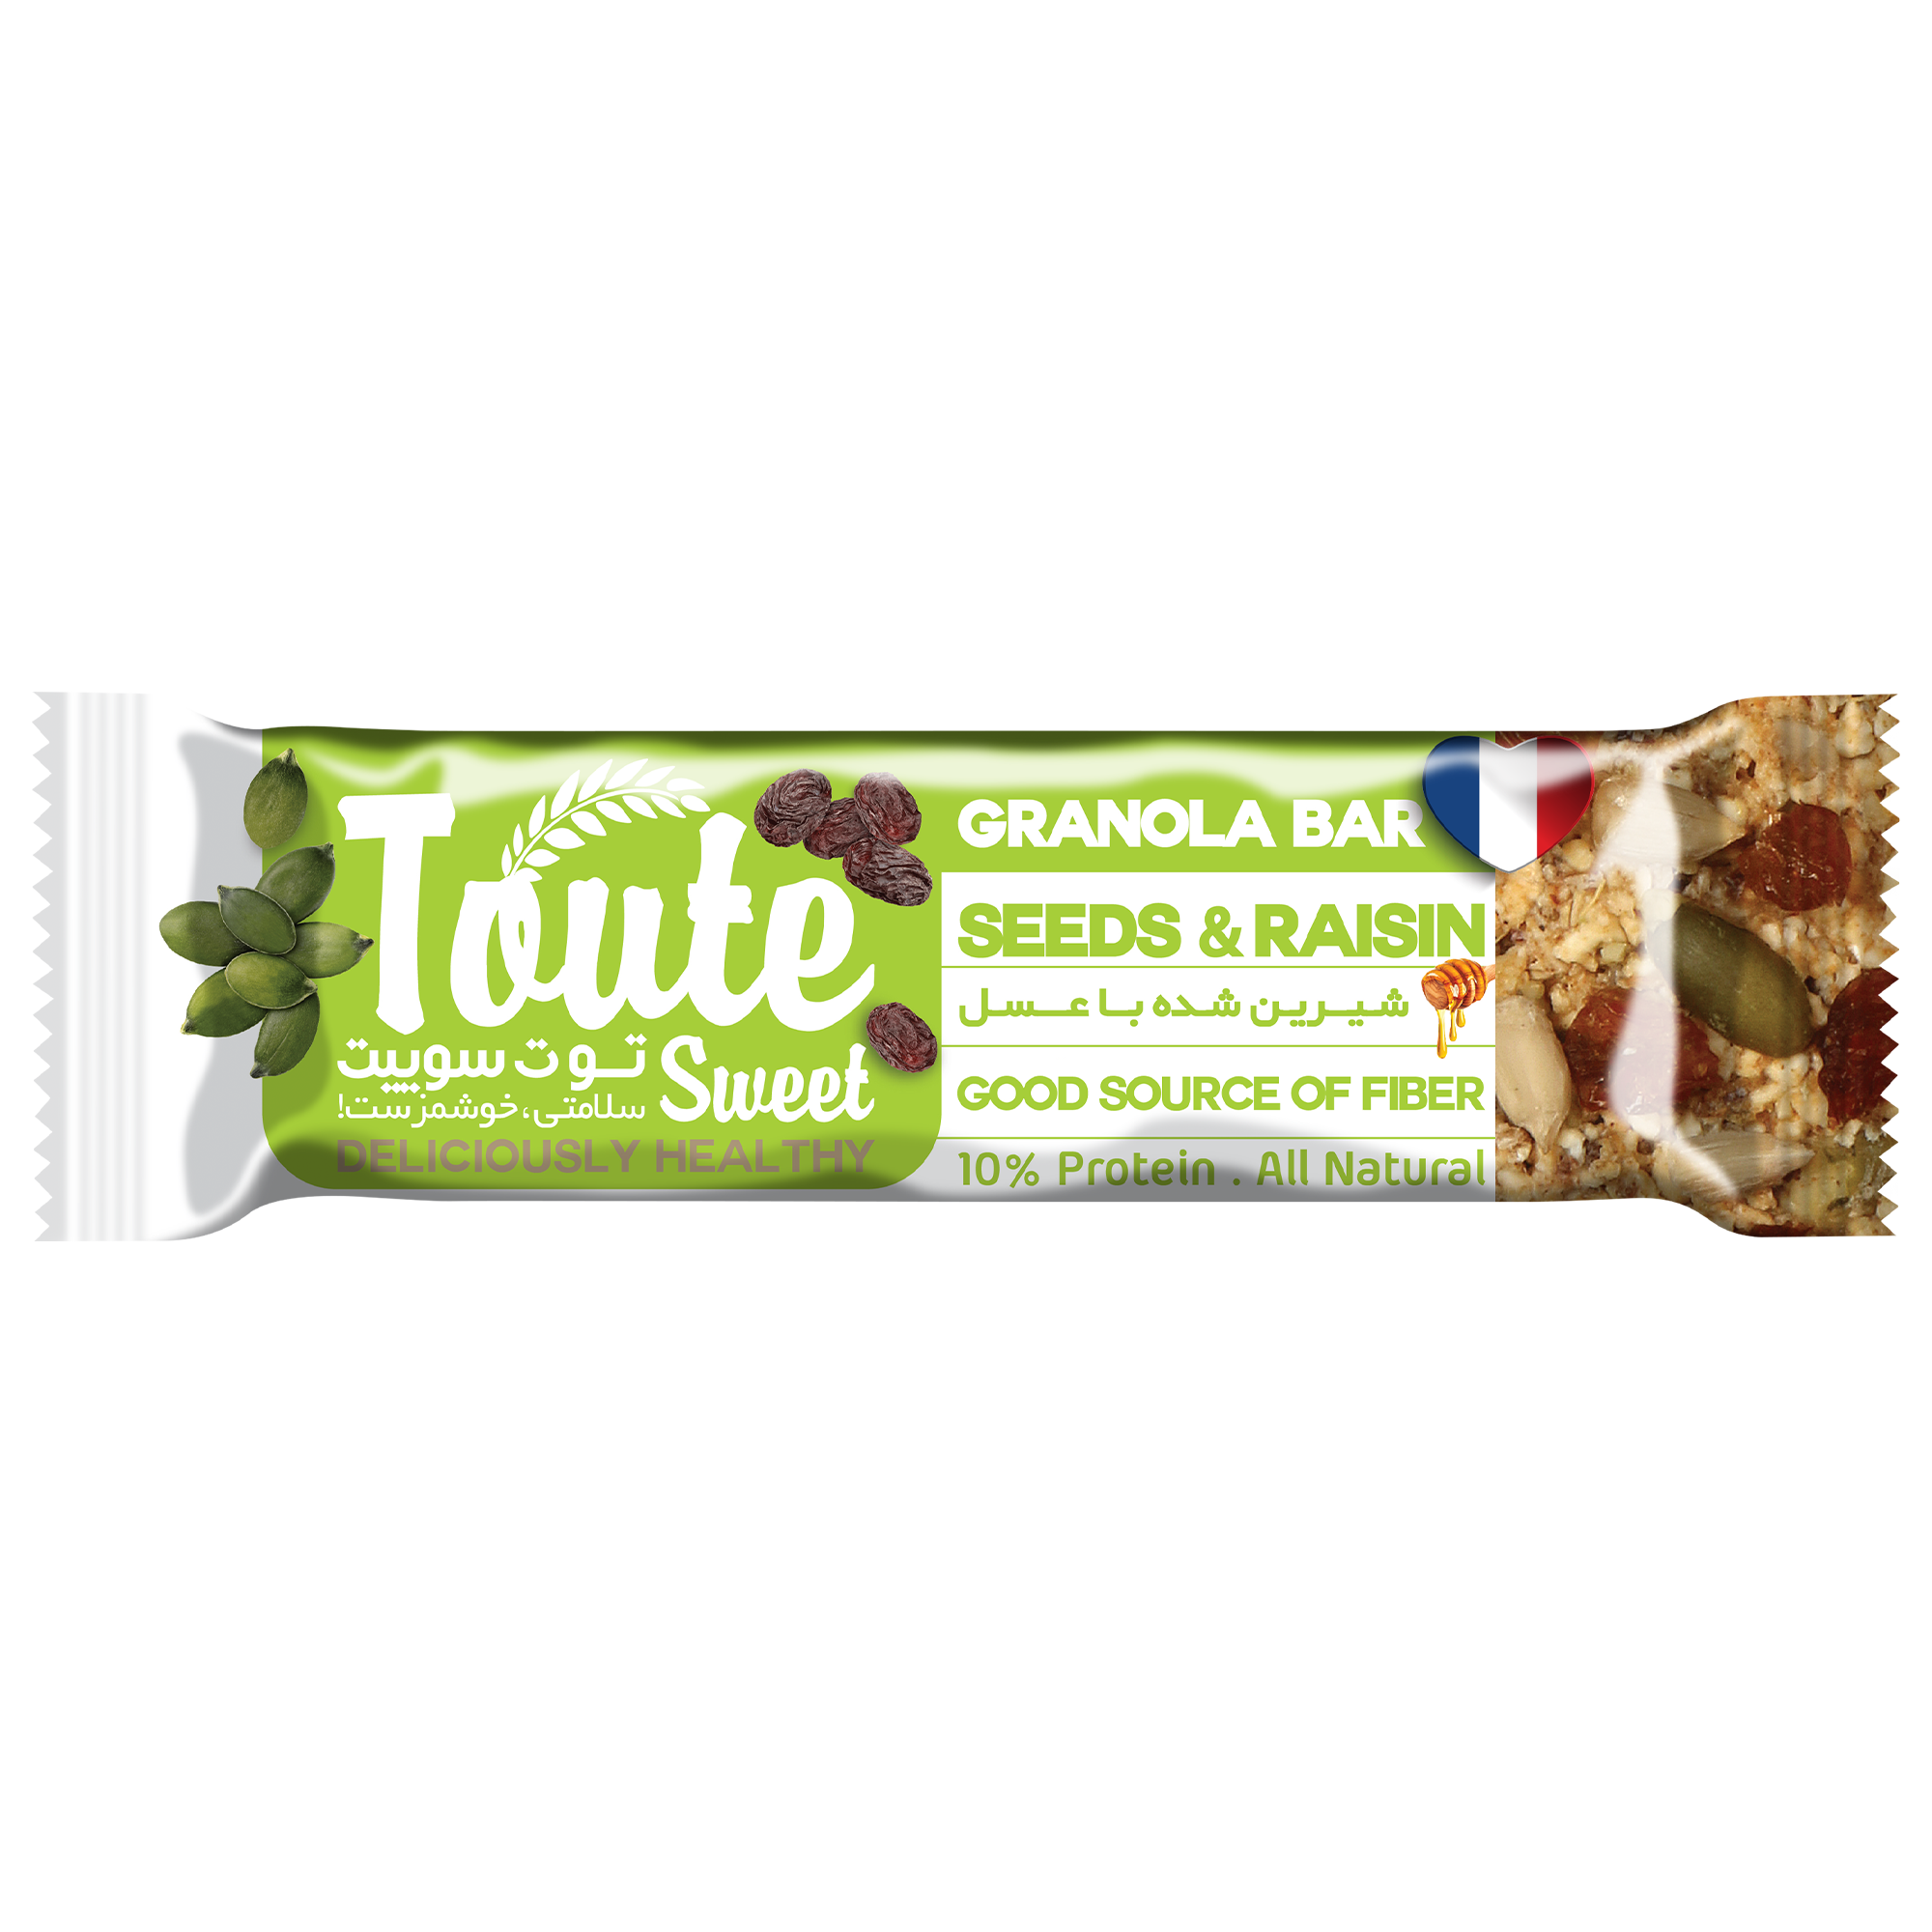 Toute
Sweet
توت سوییت
سلامتی، خوشمزست!
DELICIOUSLY HEALTHY
GRANOLA BAR
SEEDS & RAISIN
شیرین شده با عسل
GOOD SOURCE OF FIBER
10% Protein . All Natural